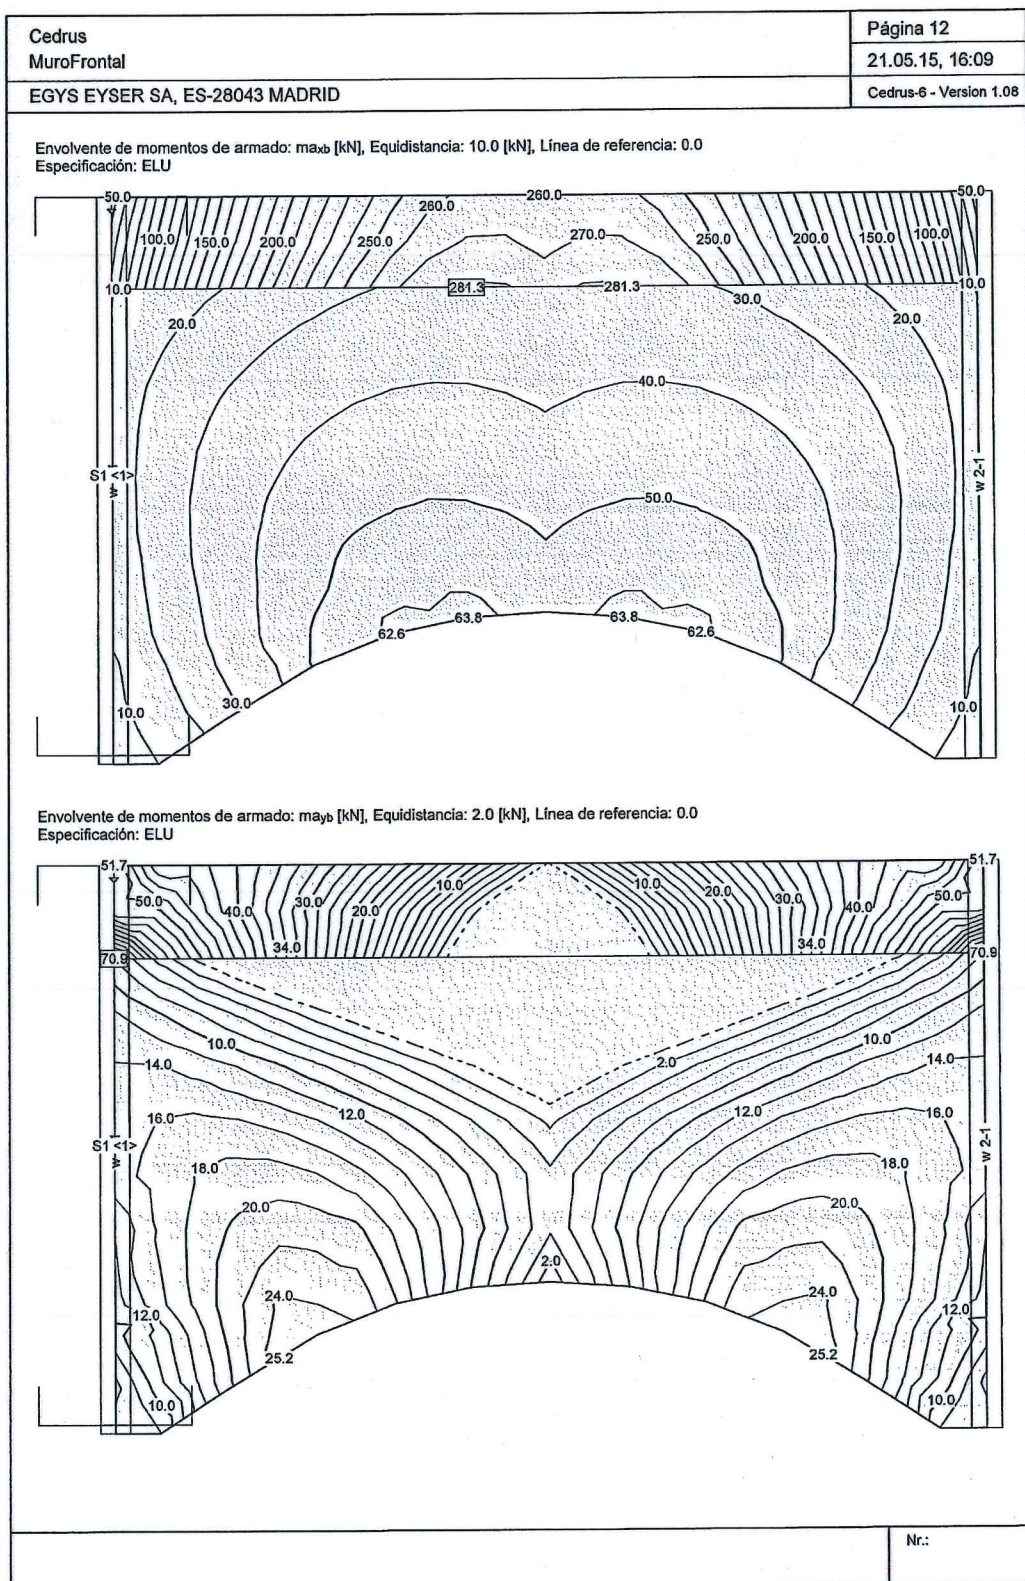 Cedrus
MuroFrontal
Página 12
21.05.15, 16:09
EGYS EYSER SA, ES-28043 MADRID
Cedrus-6 - Version 1.08
Envolvente de momentos de armado: maxb [kN], Equidistancia: 10.0 [kN], Línea de referencia: 0.0
Especificación: ELU
50.0 260.0 50.0
260.0
100.0 150.0 200.0 250.0 270.0 250.0 200.0 150.0 100.0
10.0 281.3 281.3 10.0
30.0
20.0 20.0
40.0
S1 <1> w w 2-1
50.0
62.6 63.8 63.8 62.6
30.0
10.0 10.0
Envolvente de momentos de armado: mayb [kN], Equidistancia: 2.0 [kN], Línea de referencia: 0.0
Especificación: ELU
51.7 51.7
50.0 40.0 30.0 20.0 10.0 10.0 20.0 30.0 40.0 50.0
34.0 34.0
70.9 70.9
10.0 10.0
14.0 2.0 14.0
16.0 12.0 12.0 16.0
S1 <1> w w 2-1
18.0 18.0
20.0 20.0
2.0
24.0 24.0
12.0 12.0
25.2 25.2
10.0 10.0
Nr.: